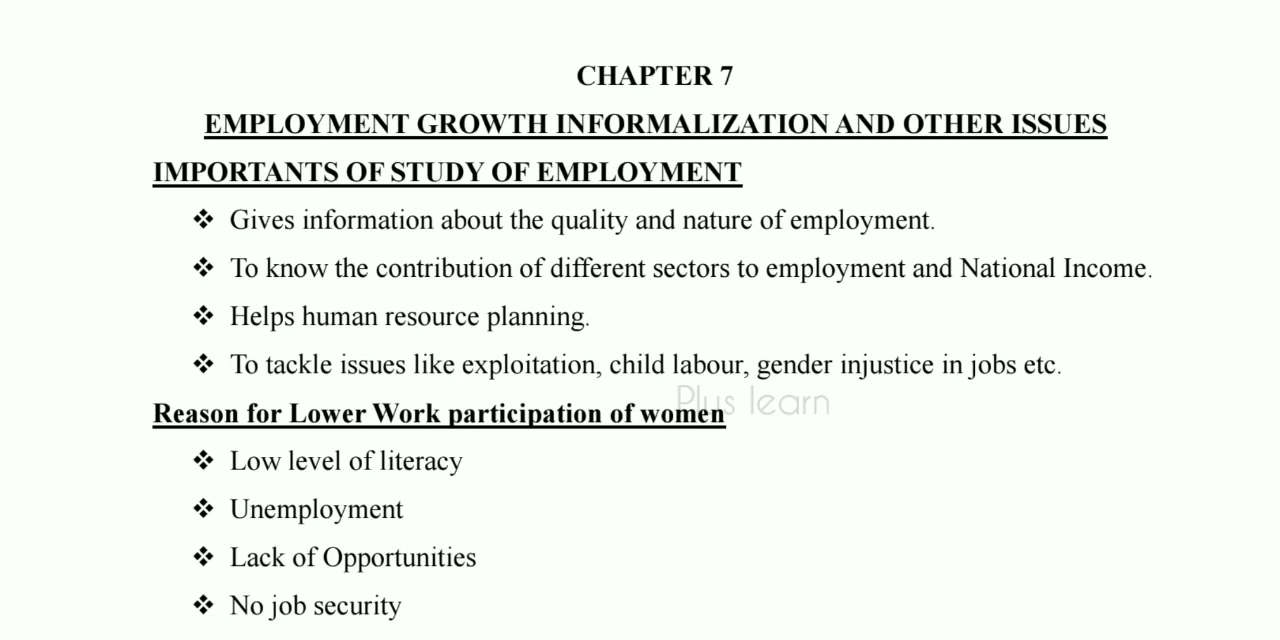 CHAPTER 7
EMPLOYMENT GROWTH INFORMALIZATION AND OTHER ISSUES
IMPORTANTS OF STUDY OF EMPLOYMENT
❖ Gives information about the quality and nature of employment.
❖ To know the contribution of different sectors to employment and National Income.
❖ Helps human resource planning.
❖ To tackle issues like exploitation, child labour, gender injustice in jobs etc.
Plus learn
Reason for Lower Work participation of women
❖ Low level of literacy
❖ Unemployment
❖ Lack of Opportunities
❖ No job security